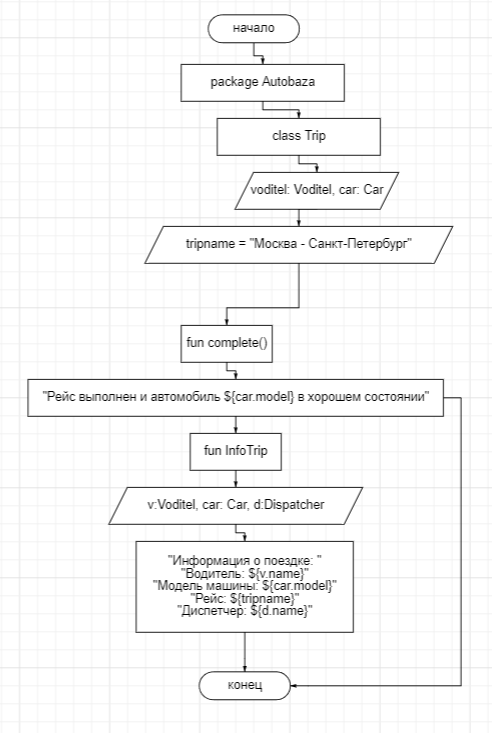 начало
package Autobaza
class Trip
voditel: Voditel, car: Car
tripname = "Москва - Санкт-Петербург"
fun complete()
"Рейс выполнен и автомобиль ${car.model} в хорошем состоянии"
fun InfoTrip
v:Voditel, car: Car, d:Dispatcher
"Информация о поездке: "
"Водитель: ${v.name}"
"Модель машины: ${car.model}"
"Рейс: ${tripname}"
"Диспетчер: ${d.name}"
конец